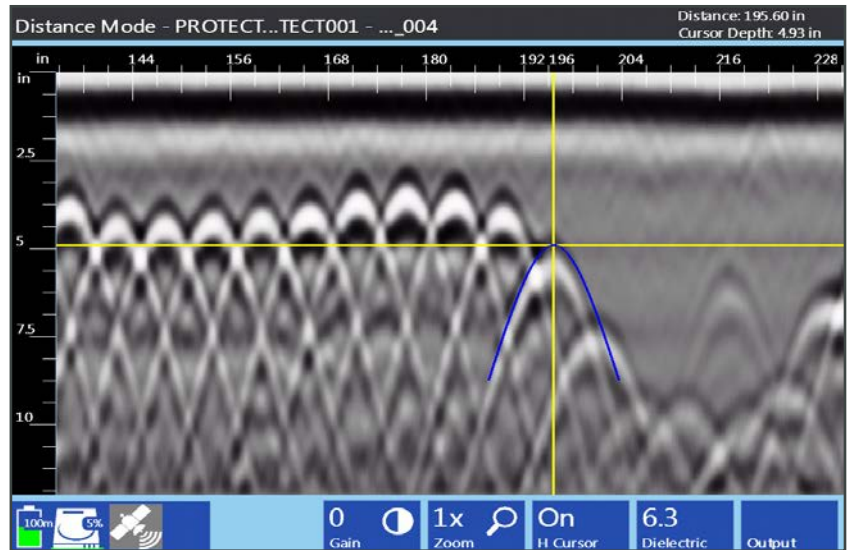 Distance Mode - PROTECT...TECT001 - ..._004
Distance: 195.60 in
Cursor Depth: 4.93 in
in 144 156 168 180 192 196 204 216 228
in
2.5
5
7.5
10
100m 5%
0
Gain
1x
Zoom
On
H Cursor
6.3
Dielectric
Output